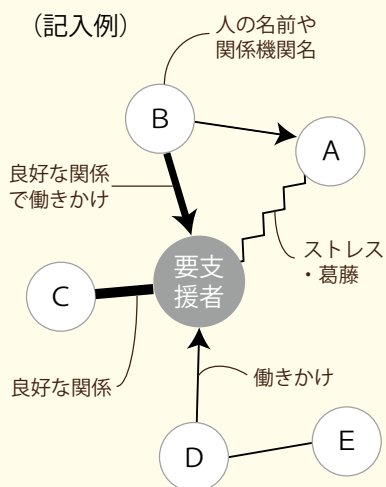 （記入例）
人の名前や
関係機関名
B
A
良好な関係
で働きかけ
要支
援者
ストレス
・葛藤
C
良好な関係
働きかけ
D
E